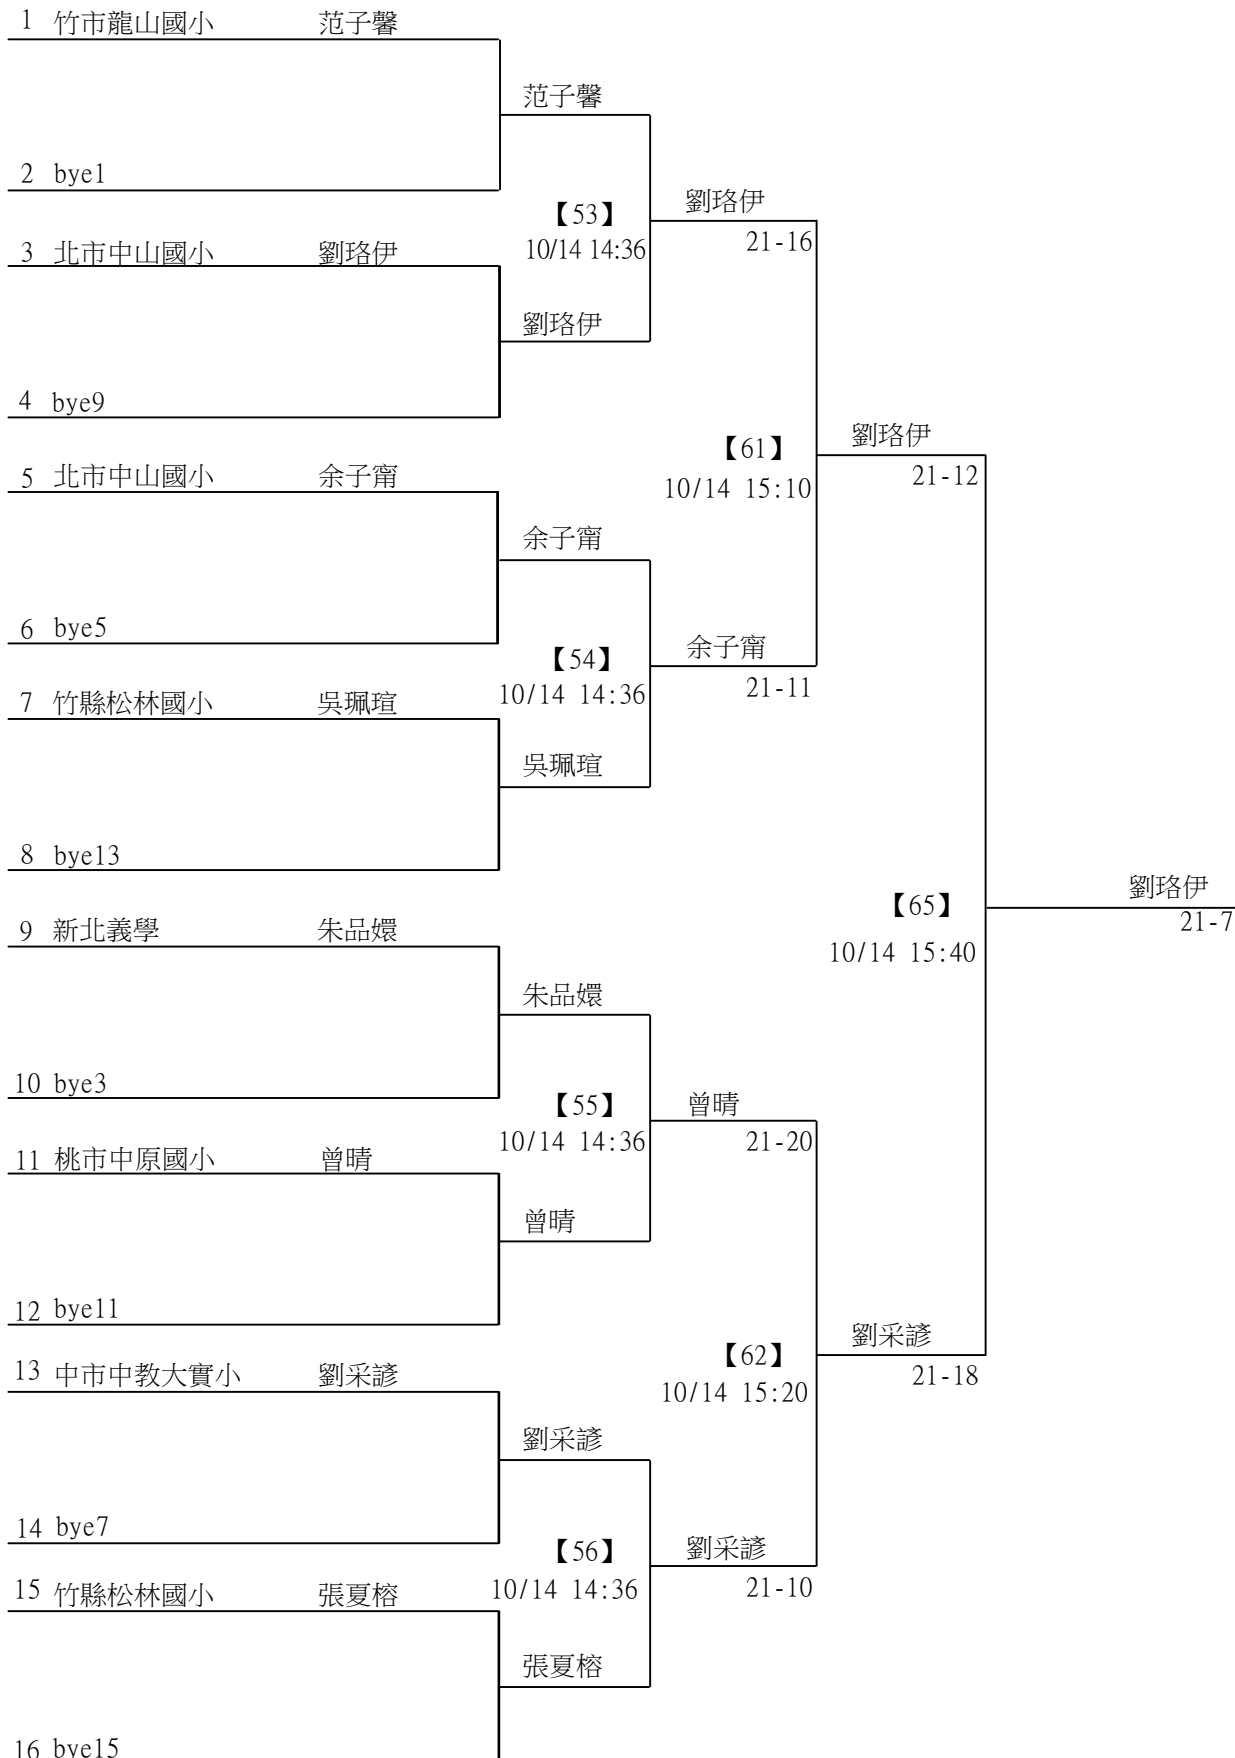 1 竹市龍山國小 范子馨
范子馨
2 bye1
【53】
10/14 14:36
劉珞伊
21-16
3 北市中山國小 劉珞伊
劉珞伊
4 bye9
【61】
10/14 15:10
劉珞伊
21-12
5 北市中山國小 余子甯
余子甯
6 bye5
【54】
10/14 14:36
余子甯
21-11
7 竹縣松林國小 吳珮瑄
吳珮瑄
8 bye13
【65】
10/14 15:40
劉珞伊
21-7
9 新北義學 朱品嬛
朱品嬛
10 bye3
【55】
10/14 14:36
曾晴
21-20
11 桃市中原國小 曾晴
曾晴
12 bye11
【62】
10/14 15:20
劉采諺
21-18
13 中市中教大實小 劉采諺
劉采諺
14 bye7
【56】
10/14 14:36
劉采諺
21-10
15 竹縣松林國小 張夏榕
張夏榕
16 bye15